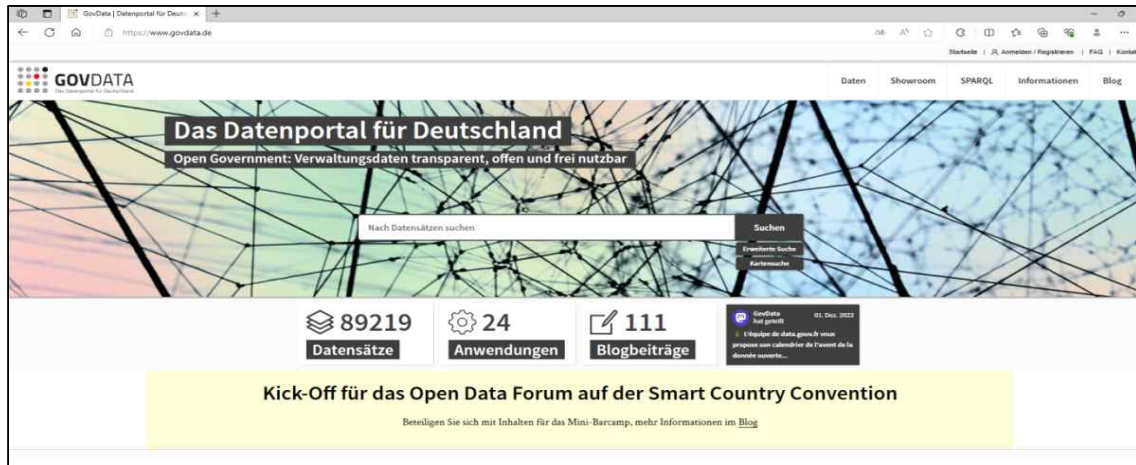 GovData | Datenportal für Deuts
https://www.govdata.de
Startseite | Anmelden / Registrieren | FAQ | Kontak
GOVDATA
Das Datenportal für Deutschland
Daten Showroom SPARQL Informationen Blog
Das Datenportal für Deutschland
Open Government: Verwaltungsdaten transparent, offen und frei nutzbar
Nach Datensätzen suchen
Suchen
Erweiterte Suche
Kartensuche
89219
Datensätze
24
Anwendungen
111
Blogbeiträge
GovData 01. Dez. 2023
hat geteilt
L'équipe de data.gouv.fr vous
propose son calendrier de l'avent de la
donnée ouverte...
Kick-Off für das Open Data Forum auf der Smart Country Convention
Beteiligen Sie sich mit Inhalten für das Mini-Barcamp, mehr Informationen im Blog